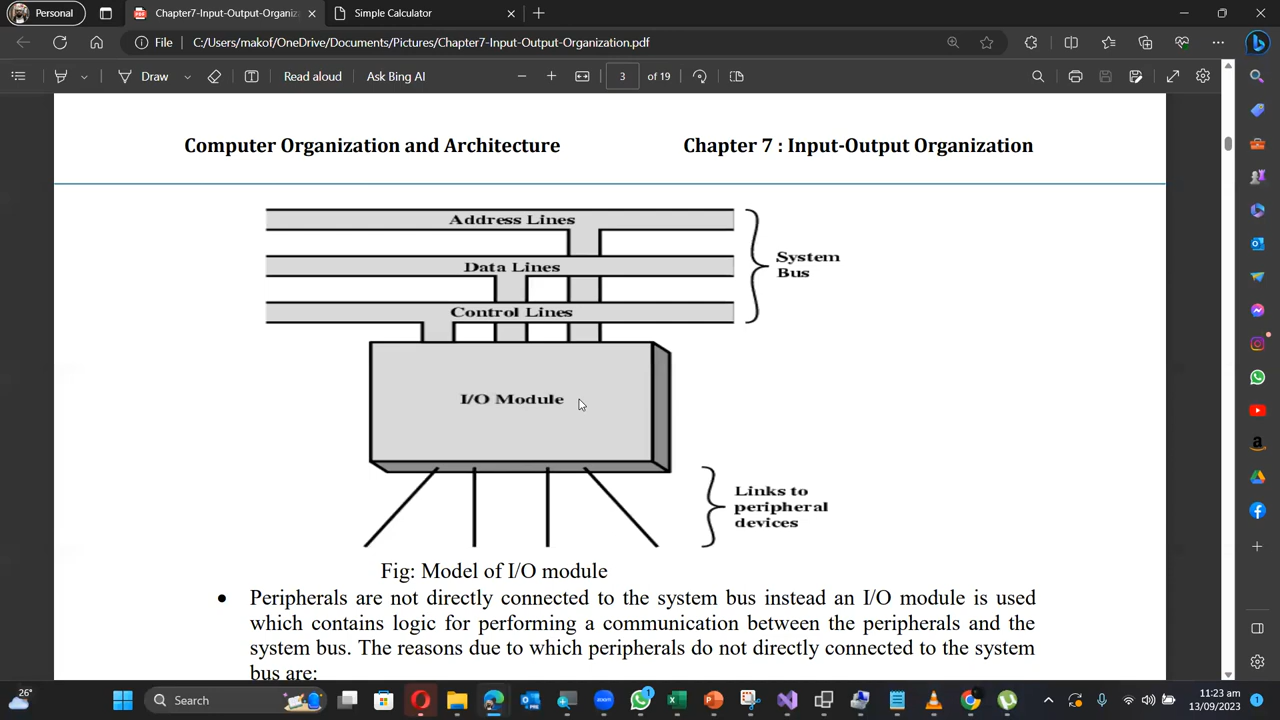 Personal
Chapter7-Input-Output-Organiz
Simple Calculator
File
C:/Users/makof/OneDrive/Documents/Pictures/Chapter7-Input-Output-Organization.pdf
Draw
Read aloud
Ask Bing AI
3
of 19
Computer Organization and Architecture
Chapter 7 : Input-Output Organization
Address Lines
Data Lines
Control Lines
System
Bus
I/O Module
Links to
peripheral
devices
Fig: Model of I/O module
• Peripherals are not directly connected to the system bus instead an I/O module is used
which contains logic for performing a communication between the peripherals and the
system bus. The reasons due to which peripherals do not directly connected to the system
bus are:
26°
Search
1
11:23 am
13/09/2023
1